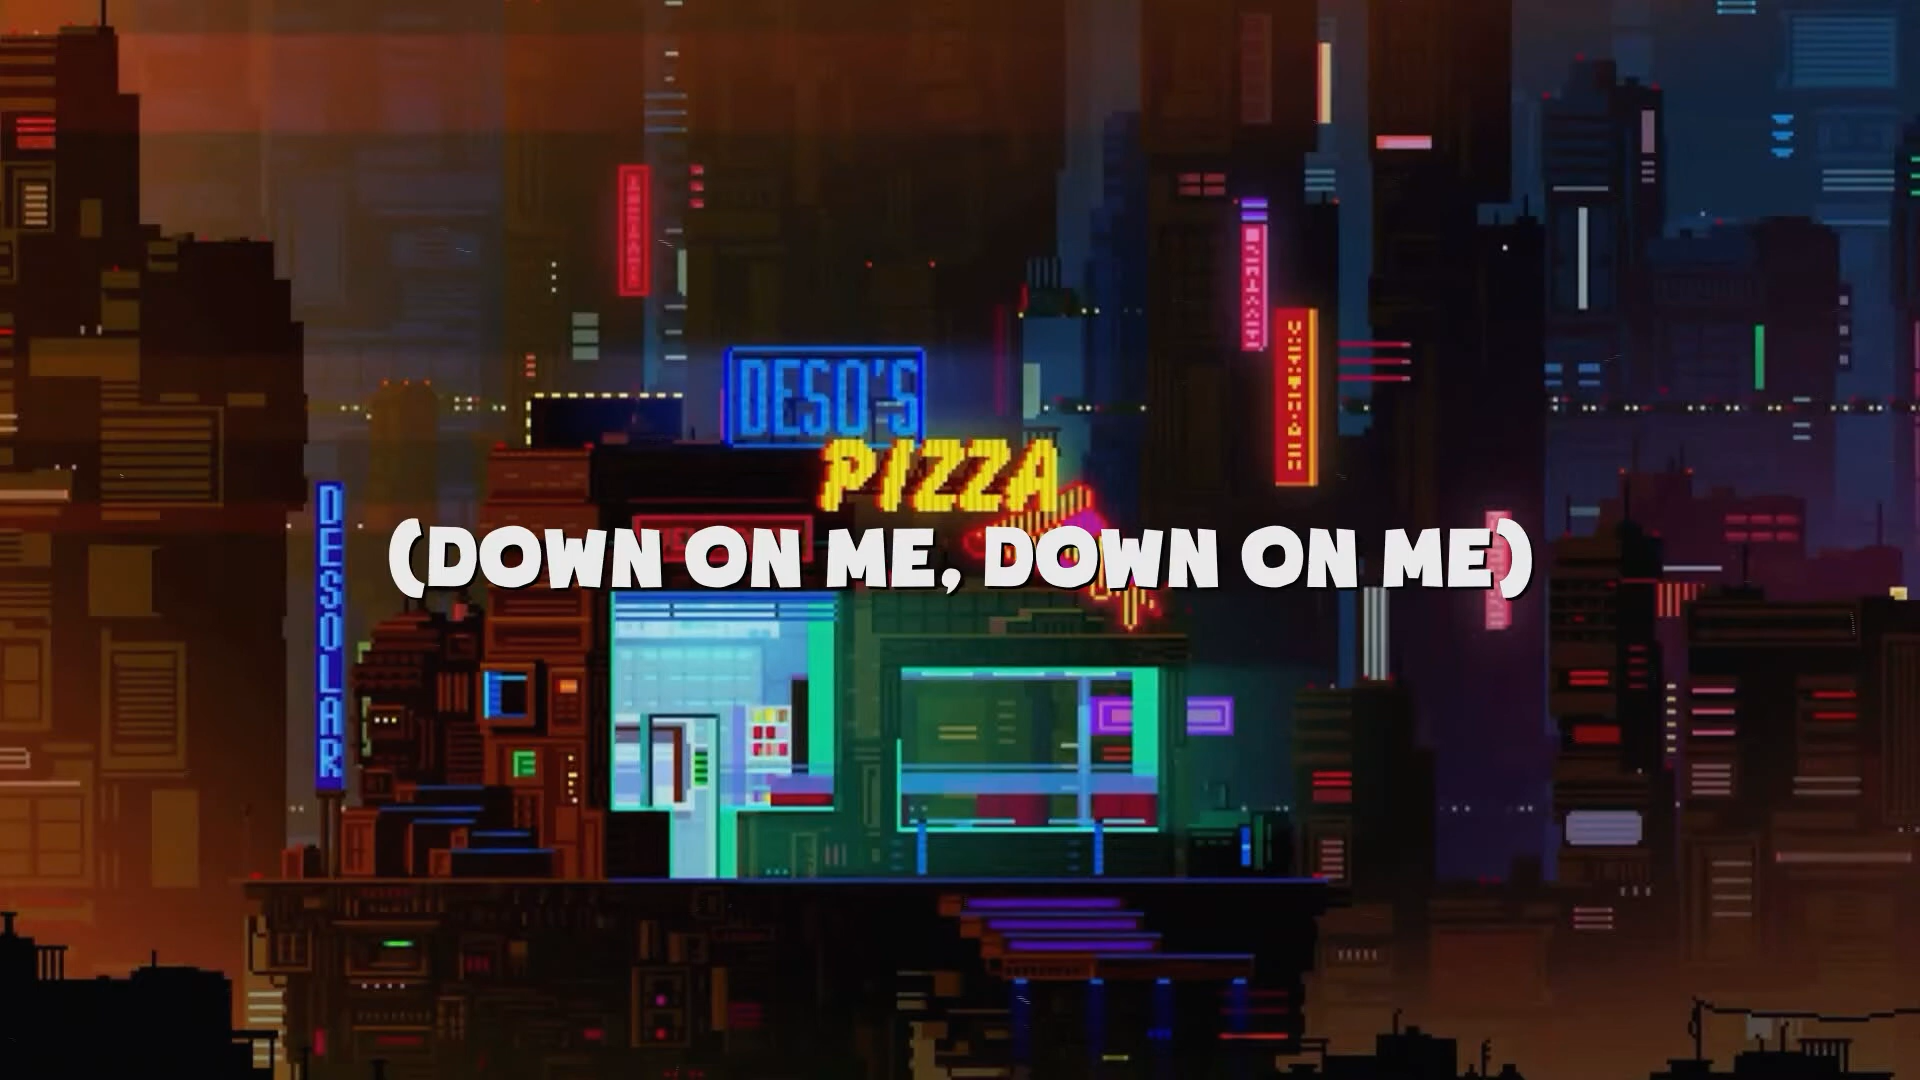 DESO'S
PIZZA
(DOWN ON ME, DOWN ON ME)
DESOLAR